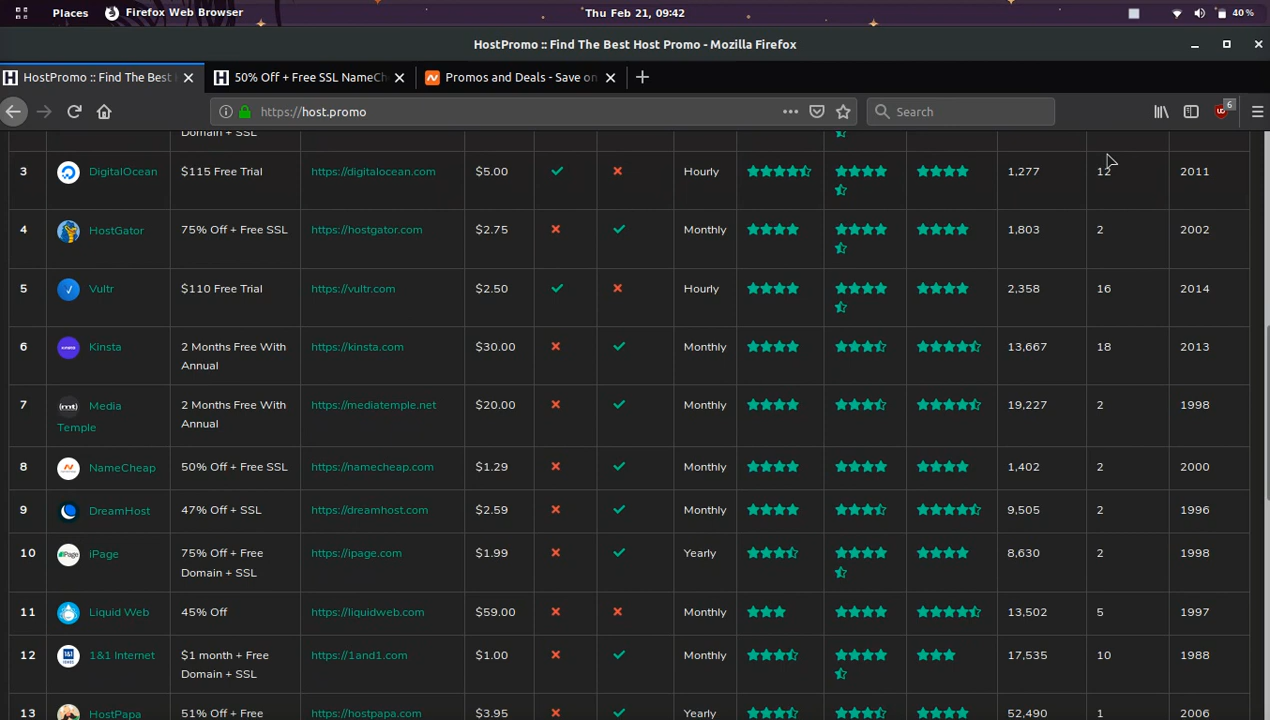 Places Firefox Web Browser Thu Feb 21, 09:42 40 %
HostPromo :: Find The Best Host Promo - Mozilla Firefox
HostPromo :: Find The Best 50% Off + Free SSL NameCh Promos and Deals - Save on
https://host.promo Search 6
Domain + SSL
3 DigitalOcean $115 Free Trial https://digitalocean.com $5.00 Hourly 1,277 12 2011
4 HostGator 75% Off + Free SSL https://hostgator.com $2.75 Monthly 1,803 2 2002
5 Vultr $110 Free Trial https://vultr.com $2.50 Hourly 2,358 16 2014
6 Kinsta 2 Months Free With https://kinsta.com $30.00 Monthly 13,667 18 2013
Annual
7 Media 2 Months Free With https://mediatemple.net $20.00 Monthly 19,227 2 1998
Temple Annual
8 NameCheap 50% Off + Free SSL https://namecheap.com $1.29 Monthly 1,402 2 2000
9 DreamHost 47% Off + SSL https://dreamhost.com $2.59 Monthly 9,505 2 1996
10 iPage iPage 75% Off + Free https://ipage.com $1.99 Yearly 8,630 2 1998
Domain + SSL
11 Liquid Web 45% Off https://liquidweb.com $59.00 Monthly 13,502 5 1997
12 1&1 1&1 Internet $1 month + Free https://1and1.com $1.00 Monthly 17,535 10 1988
Domain + SSL
13 HostPapa 51% Off + Free https://hostpapa.com $3.95 Yearly 52,490 1 2006